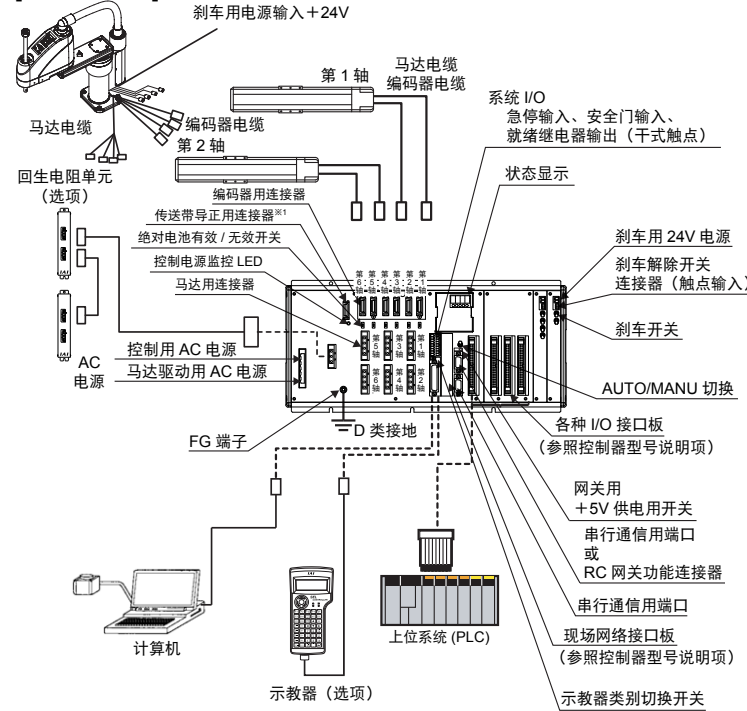 刹车用电源输入＋24V
马达电缆
编码器电缆
回生电阻单元
（选项）
第 1 轴
马达电缆
编码器电缆
第 2 轴
系统 I/O
急停输入、安全门输入、
就绪继电器输出（干式触点）
状态显示
编码器用连接器
传送带导正用连接器※1
绝对电池有效 / 无效开关
控制电源监控 LED
马达用连接器
第6轴
第5轴
第4轴
第3轴
第2轴
第1轴
第5轴
第3轴
第1轴
第6轴
第4轴
第2轴
刹车用 24V 电源
刹车解除开关
连接器（触点输入）
刹车开关
AC
电源
控制用 AC 电源
马达驱动用 AC 电源
FG 端子
D 类接地
AUTO/MANU 切换
各种 I/O 接口板
（参照控制器型号说明项）
网关用
＋5V 供电用开关
串行通信用端口
或
RC 网关功能连接器
串行通信用端口
现场网络接口板
（参照控制器型号说明项）
示教器类别切换开关
计算机
示教器（选项）
上位系统 (PLC)